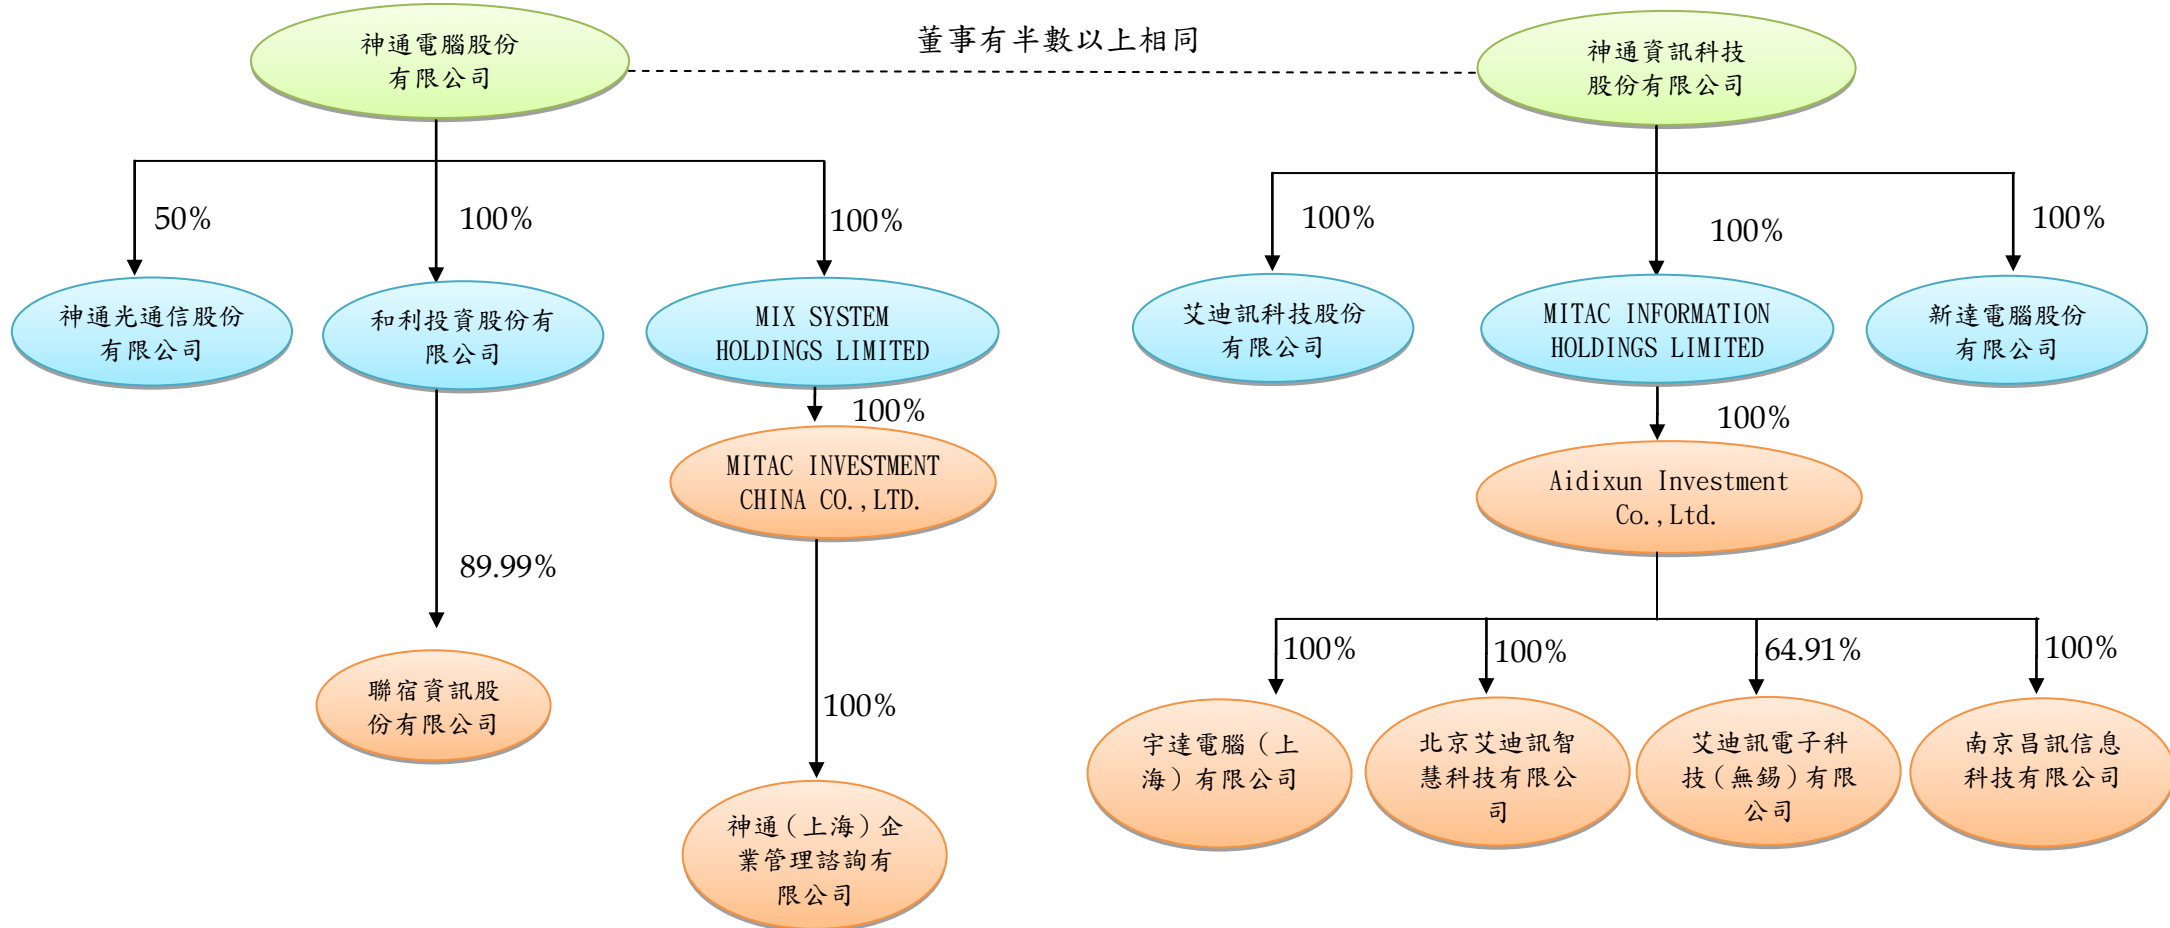 神通電腦股份
有限公司
董事有半數以上相同
神通資訊科技
股份有限公司
50%
100%
100%
100%
100%
100%
神通光通信股份
有限公司
和利投資股份有
限公司
MIX SYSTEM
HOLDINGS LIMITED
艾迪訊科技股份
有限公司
MITAC INFORMATION
HOLDINGS LIMITED
新達電腦股份
有限公司
100%
100%
MITAC INVESTMENT
CHINA CO.,LTD.
Aidixun Investment
Co.,Ltd.
89.99%
100%
100%
100%
64.91%
100%
聯宿資訊股
份有限公司
宇達電腦（上
海）有限公司
北京艾迪訊智
慧科技有限公
司
艾迪訊電子科
技（無錫）有限
公司
南京昌訊信息
科技有限公司
神通（上海）企
業管理諮詢有
限公司